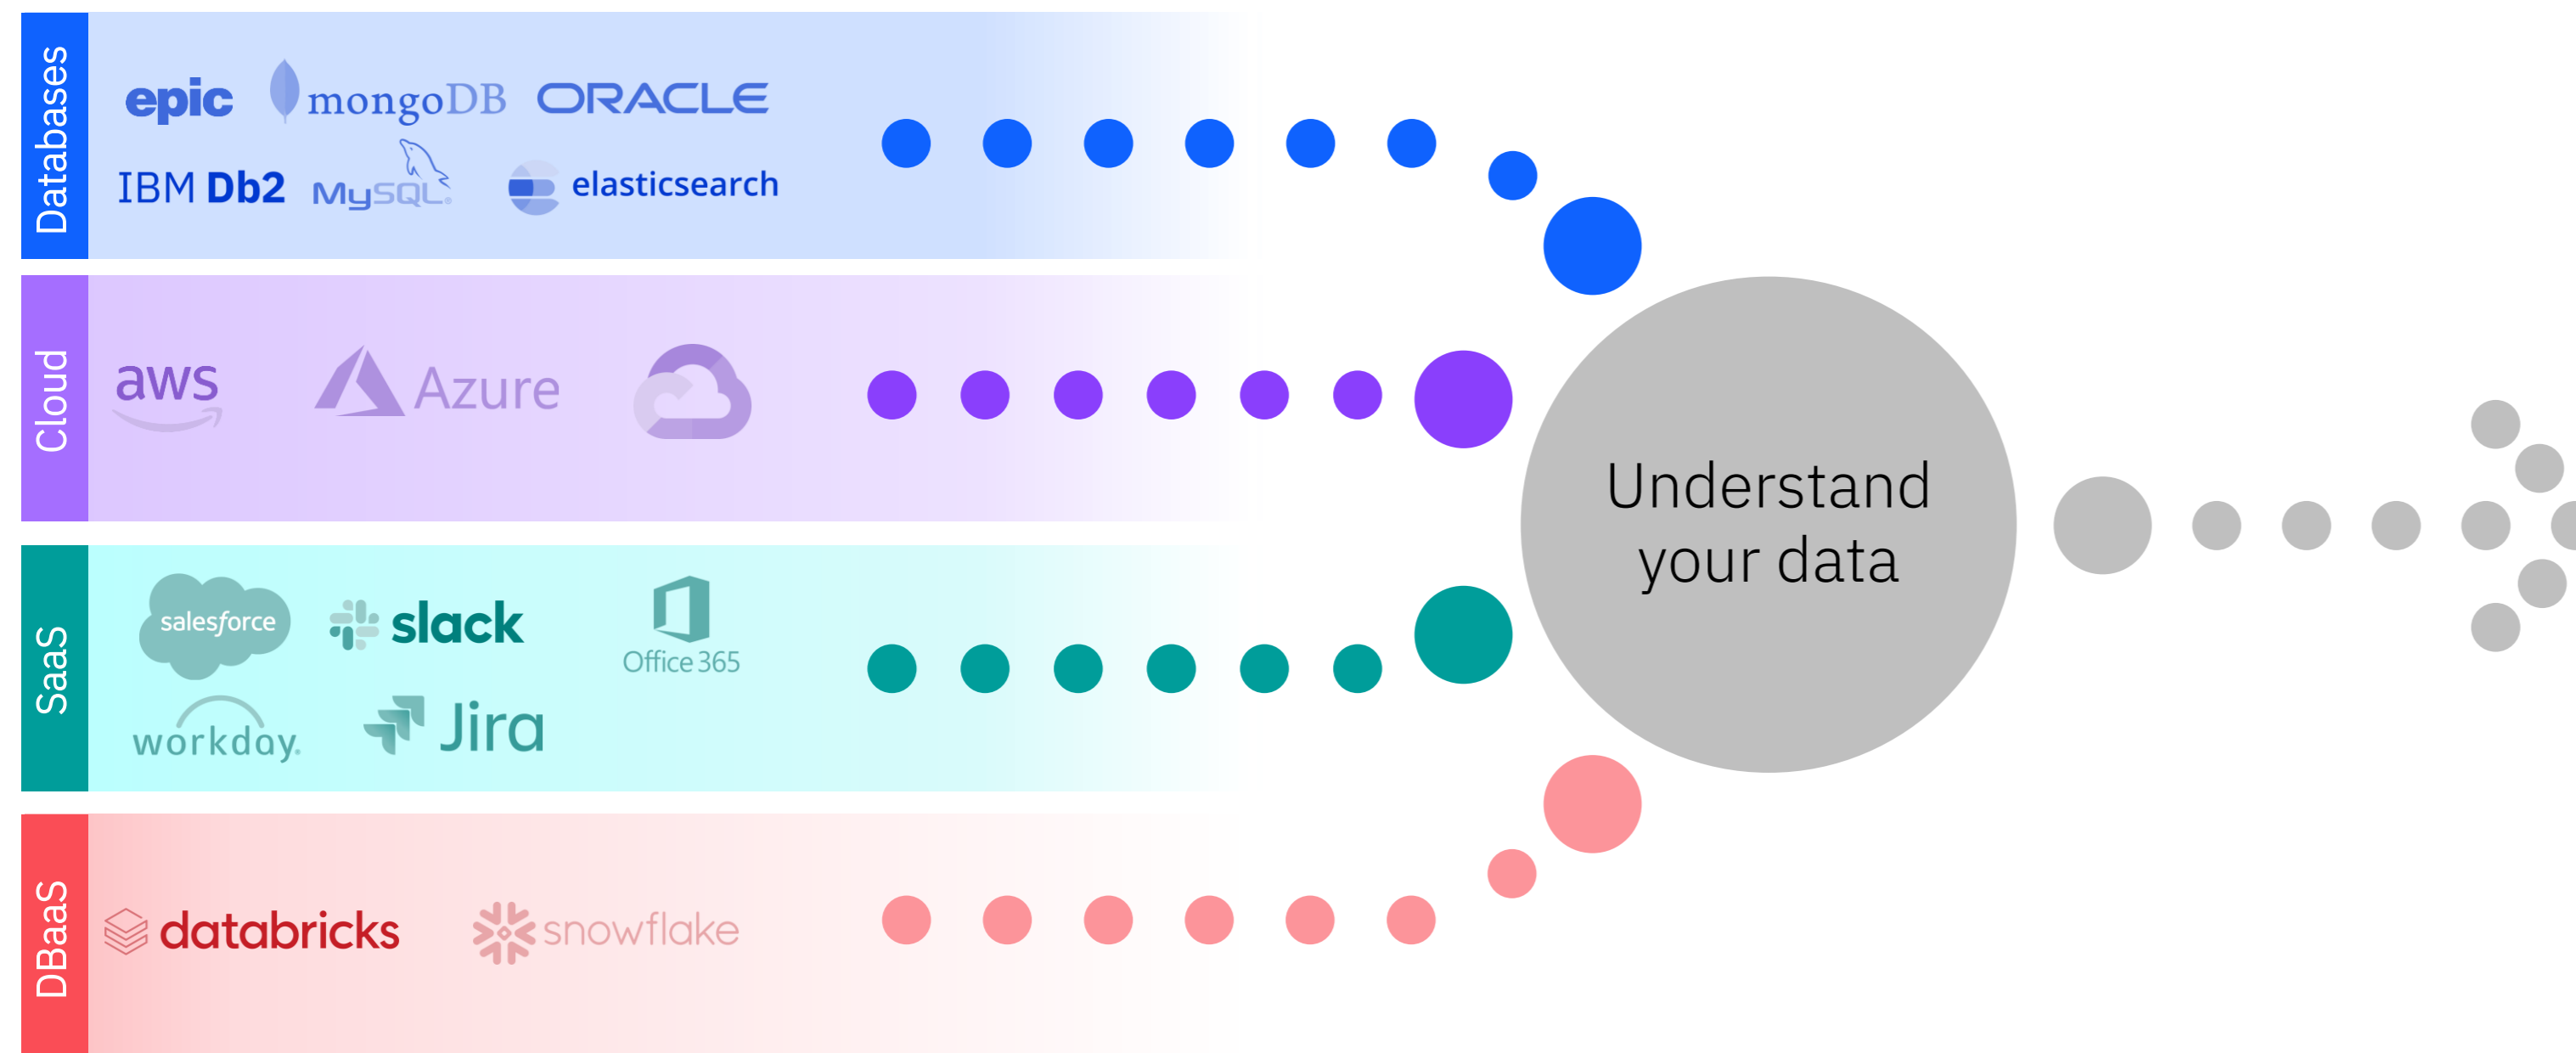 Databases
epic
mongoDB
ORACLE
IBM Db2
MySQL
elasticsearch
Cloud
aws
Azure
SaaS
salesforce
slack
Office 365
workday
Jira
DBaaS
databricks
snowflake
Understand
your data